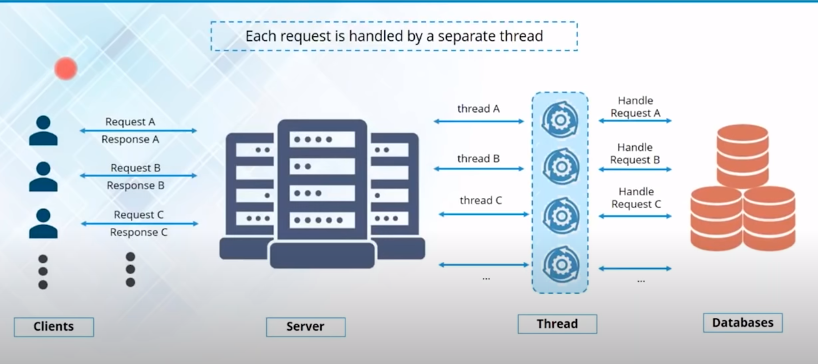 Each request is handled by a separate thread
Request A
Response A
Request B
Response B
Request C
Response C
thread A
thread B
thread C
...
Handle
Request A
Handle
Request B
Handle
Request C
...
Clients
Server
Thread
Databases